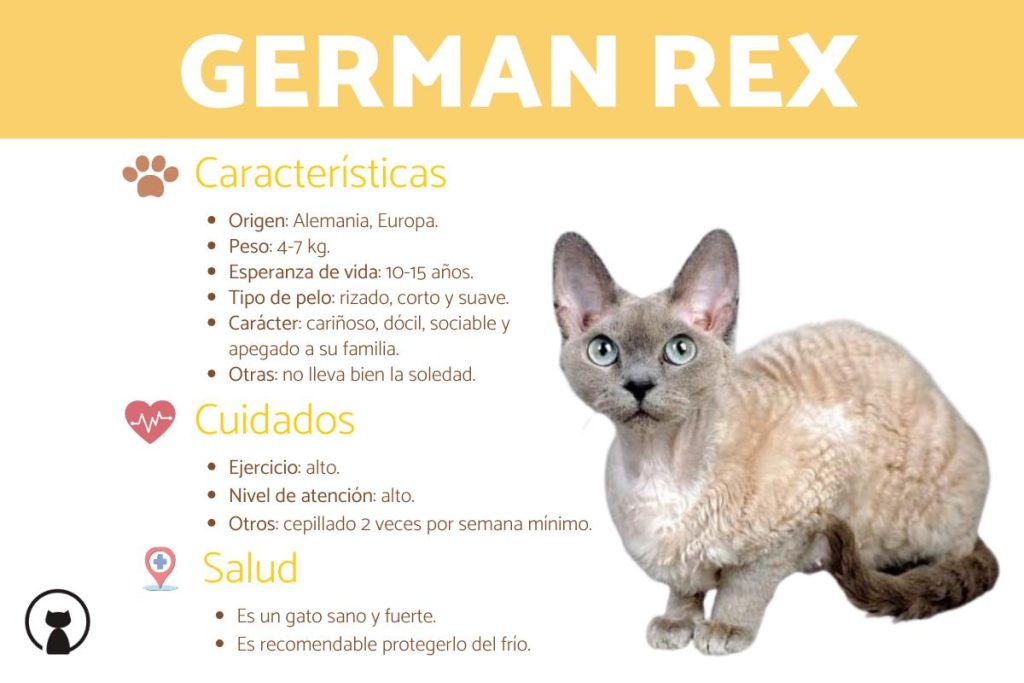 GERMAN REX
Características
• Origen: Alemania, Europa.
• Peso: 4-7 kg.
• Esperanza de vida: 10-15 años.
• Tipo de pelo: rizado, corto y suave.
• Carácter: cariñoso, dócil, sociable y
apegado a su familia.
• Otras: no lleva bien la soledad.
Cuidados
• Ejercicio: alto.
• Nivel de atención: alto.
• Otros: cepillado 2 veces por semana mínimo.
Salud
• Es un gato sano y fuerte.
• Es recomendable protegerlo del frío.